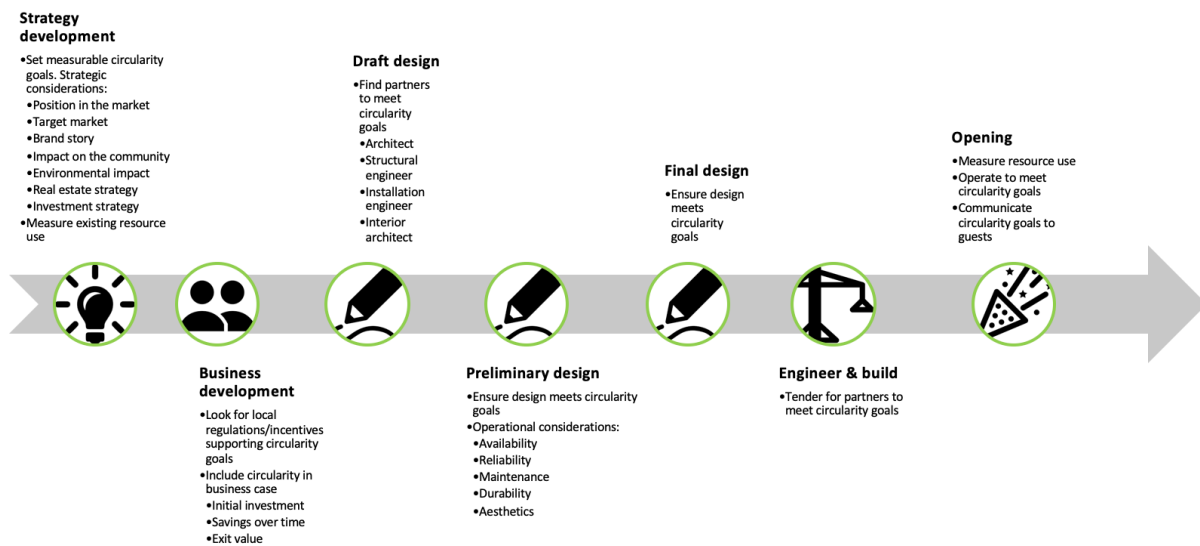 Strategy
development
•Set measurable circularity
goals. Strategic
considerations:
•Position in the market
•Target market
•Brand story
•Impact on the community
•Environmental impact
•Real estate strategy
•Investment strategy
•Measure existing resource
use
Business
development
•Look for local
regulations/incentives
supporting circularity
goals
•Include circularity in
business case
•Initial investment
•Savings over time
•Exit value
Draft design
•Find partners
to meet
circularity
goals
•Architect
•Structural
engineer
•Installation
engineer
•Interior
architect
Preliminary design
•Ensure design meets circularity
goals
•Operational considerations:
•Availability
•Reliability
•Maintenance
•Durability
•Aesthetics
Final design
•Ensure design
meets
circularity
goals
Engineer & build
•Tender for partners to
meet circularity goals
Opening
•Measure resource use
•Operate to meet
circularity goals
•Communicate
circularity goals to
guests